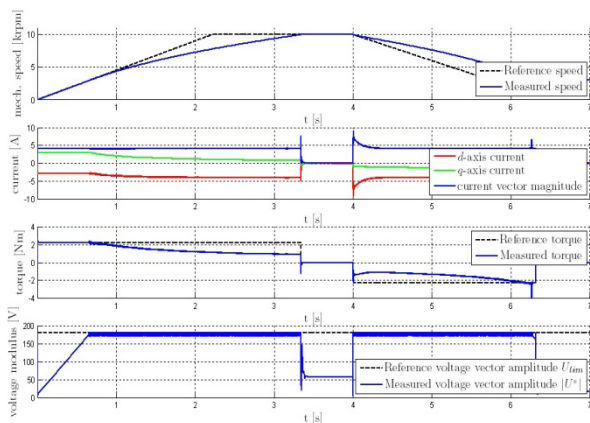 mech. speed [krpm]
10
5
0
Reference speed
Measured speed
1 2 3 4 5 6 7
t [s]
current [A]
10
5
0
-5
-10
d-axis current
q-axis current
current vector magnitude
1 2 3 4 5 6 7
t [s]
torque [Nm]
4
2
0
-2
-4
Reference torque
Measured torque
1 2 3 4 5 6 7
t [s]
voltage modulus [V]
200
150
100
50
0
Reference voltage vector amplitude U_lim
Measured voltage vector amplitude |U*|
1 2 3 4 5 6 7
t [s]